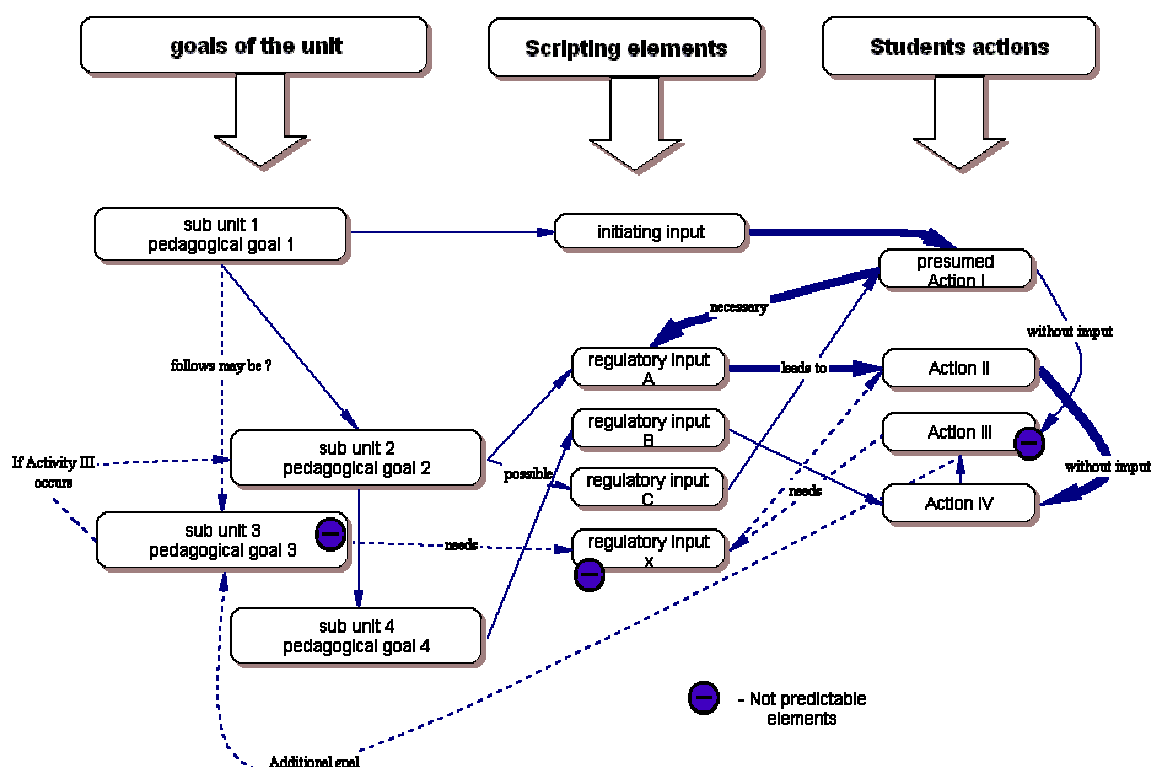 goals of the unit
Scripting elements
Students actions
sub unit 1
pedagogical goal 1
initiating input
presumed
Action I
necessary
without imput
follows may be ?
regulatory input
A
leads to
Action II
regulatory input
B
Action III
sub unit 2
pedagogical goal 2
If Activity III
occurs
possible
without imput
regulatory input
C
needs
Action IV
sub unit 3
pedagogical goal 3
needs
regulatory input
x
sub unit 4
pedagogical goal 4
- Not predictable
elements
Additional goal